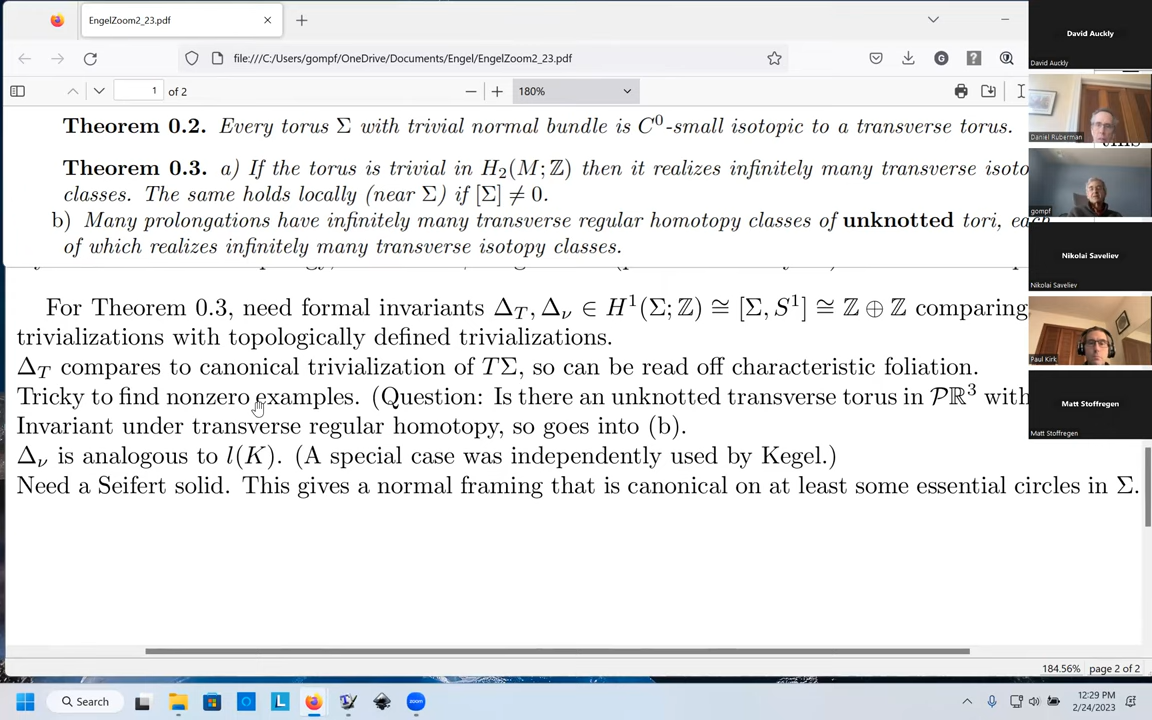 EngelZoom2_23.pdf
file:///C:/Users/gompf/OneDrive/Documents/Engel/EngelZoom2_23.pdf
1 of 2
180%
Theorem 0.2. Every torus Σ with trivial normal bundle is C⁰-small isotopic to a transverse torus.
Theorem 0.3. a) If the torus is trivial in H₂(M;ℤ) then it realizes infinitely many transverse isoto
classes. The same holds locally (near Σ) if [Σ] ≠ 0.
b) Many prolongations have infinitely many transverse regular homotopy classes of unknotted tori, each
of which realizes infinitely many transverse isotopy classes.
For Theorem 0.3, need formal invariants Δ_T, Δ_ν ∈ H¹(Σ;ℤ) ≅ [Σ, S¹] ≅ ℤ ⊕ ℤ comparing
trivializations with topologically defined trivializations.
Δ_T compares to canonical trivialization of TΣ, so can be read off characteristic foliation.
Tricky to find nonzero examples. (Question: Is there an unknotted transverse torus in 𝒫ℝ³ with
Invariant under transverse regular homotopy, so goes into (b).
Δ_ν is analogous to l(K). (A special case was independently used by Kegel.)
Need a Seifert solid. This gives a normal framing that is canonical on at least some essential circles in Σ.
David Auckly
David Auckly
Daniel Ruberman
gompf
Nikolai Saveliev
Nikolai Saveliev
Paul Kirk
Matt Stoffregen
Matt Stoffregen
184.56% page 2 of 2
Search
L
zoom
12:29 PM
2/24/2023